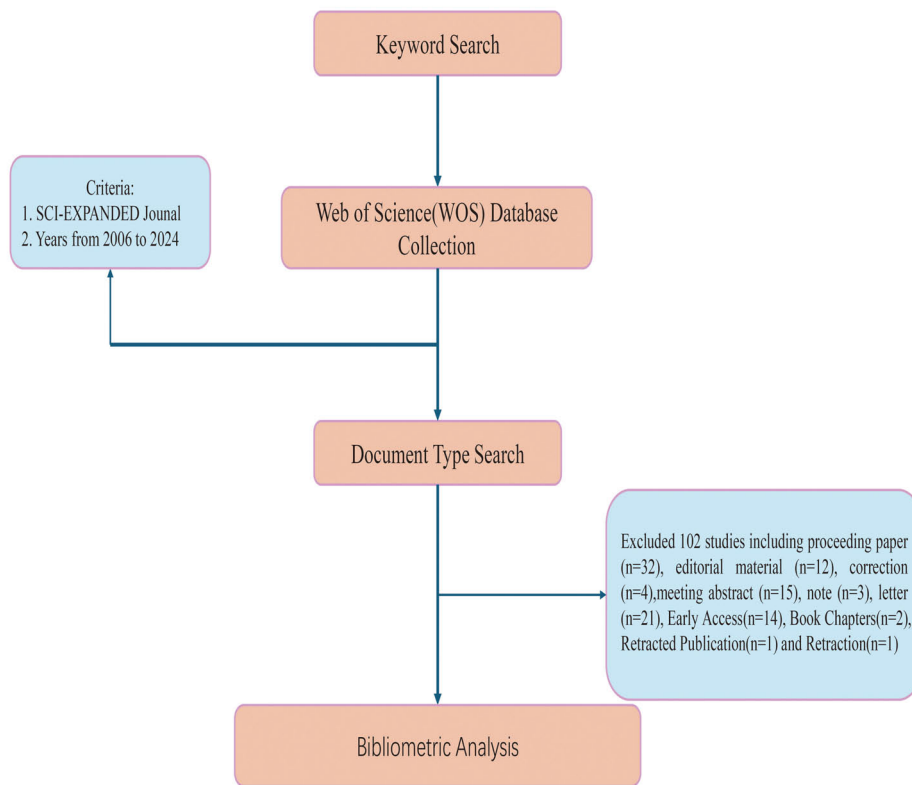 Keyword Search
Criteria:
1. SCI-EXPANDED Jounal
2. Years from 2006 to 2024
Web of Science(WOS) Database
Collection
Document Type Search
Excluded 102 studies including proceeding paper
(n=32), editorial material (n=12), correction
(n=4),meeting abstract (n=15), note (n=3), letter
(n=21), Early Access(n=14), Book Chapters(n=2),
Retracted Publication(n=1) and Retraction(n=1)
Bibliometric Analysis